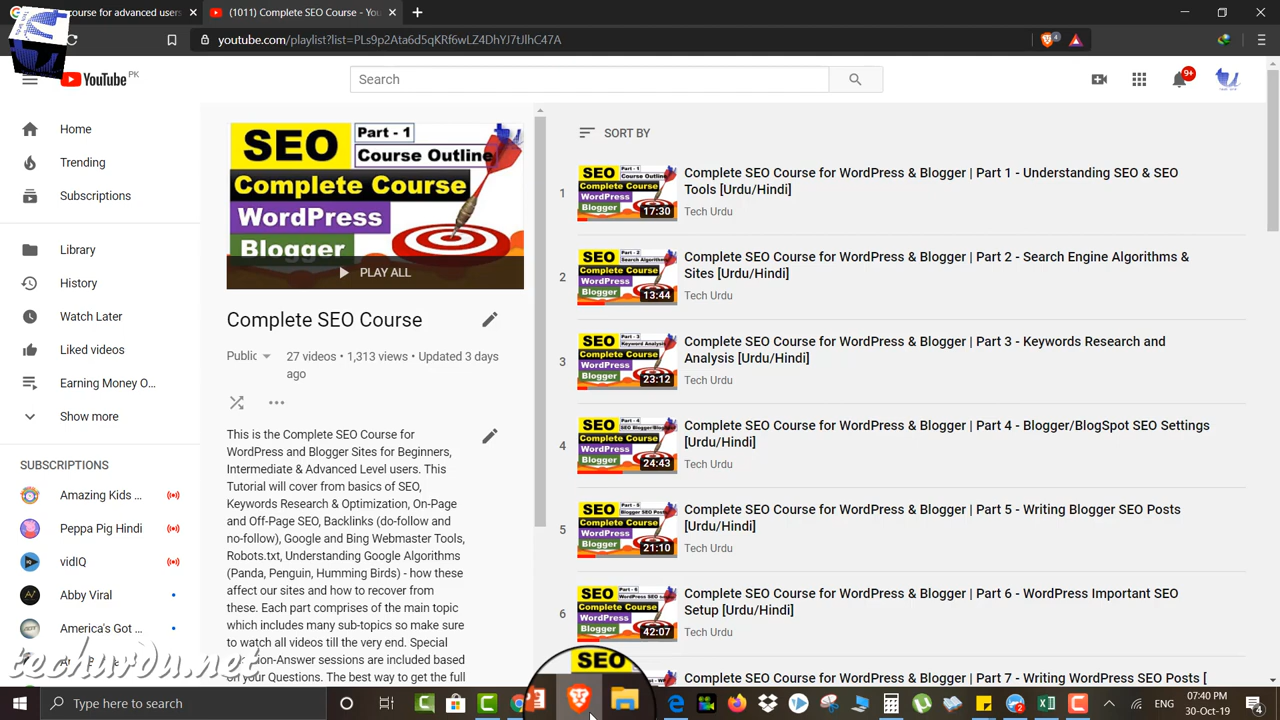 course for advanced users
(1011) Complete SEO Course - You
youtube.com/playlist?list=PLs9p2Ata6d5qKRf6wLZ4DhYJ7tJlhC47A
4
YouTube PK
Search
9+
Home
Trending
Subscriptions
Library
History
Watch Later
Liked videos
Earning Money O...
Show more
SUBSCRIPTIONS
Amazing Kids ...
Peppa Pig Hindi
vidIQ
Abby Viral
America's Got ...
techurdu.net
SEO
Part - 1
Course Outline
Complete Course
WordPress
Blogger
PLAY ALL
Complete SEO Course
Public
27 videos • 1,313 views • Updated 3 days
ago
This is the Complete SEO Course for
WordPress and Blogger Sites for Beginners,
Intermediate & Advanced Level users. This
Tutorial will cover from basics of SEO,
Keywords Research & Optimization, On-Page
and Off-Page SEO, Backlinks (do-follow and
no-follow), Google and Bing Webmaster Tools,
Robots.txt, Understanding Google Algorithms
(Panda, Penguin, Humming Birds) - how these
affect our sites and how to recover from
these. Each part comprises of the main topic
which includes many sub-topics so make sure
to watch all videos till the very end. Special
Question-Answer sessions are included based
on your Questions. The best way to get the full
SORT BY
1
17:30
Complete SEO Course for WordPress & Blogger | Part 1 - Understanding SEO & SEO
Tools [Urdu/Hindi]
Tech Urdu
2
13:44
Complete SEO Course for WordPress & Blogger | Part 2 - Search Engine Algorithms &
Sites [Urdu/Hindi]
Tech Urdu
3
23:12
Complete SEO Course for WordPress & Blogger | Part 3 - Keywords Research and
Analysis [Urdu/Hindi]
Tech Urdu
4
24:43
Complete SEO Course for WordPress & Blogger | Part 4 - Blogger/BlogSpot SEO Settings
[Urdu/Hindi]
Tech Urdu
5
21:10
Complete SEO Course for WordPress & Blogger | Part 5 - Writing Blogger SEO Posts
[Urdu/Hindi]
Tech Urdu
6
42:07
Complete SEO Course for WordPress & Blogger | Part 6 - WordPress Important SEO
Setup [Urdu/Hindi]
Tech Urdu
SEO
Complete SEO Course for WordPress & Blogger | Part 7 - Writing WordPress SEO Posts [
Type here to search
07:40 PM
30-Oct-19